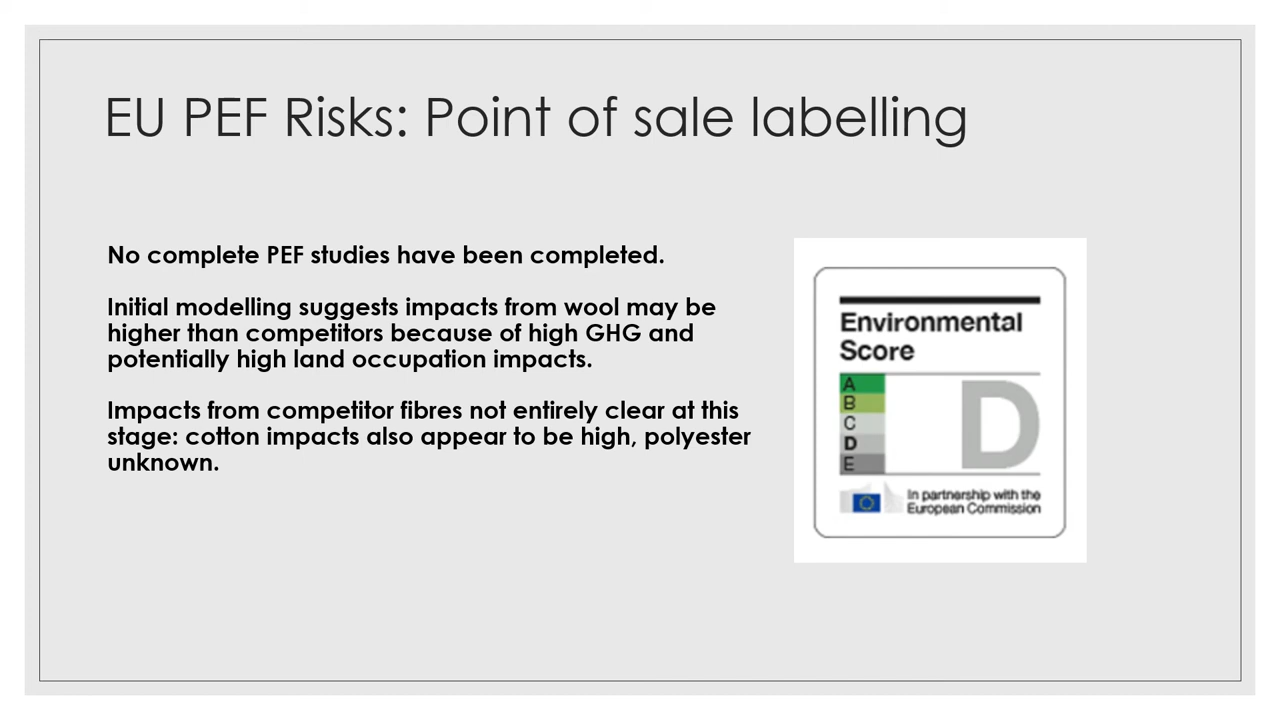 EU PEF Risks: Point of sale labelling
No complete PEF studies have been completed.
Initial modelling suggests impacts from wool may be
higher than competitors because of high GHG and
potentially high land occupation impacts.
Impacts from competitor fibres not entirely clear at this
stage: cotton impacts also appear to be high, polyester
unknown.
Environmental
Score
A
B
C
D
E
D
In partnership with the
European Commission